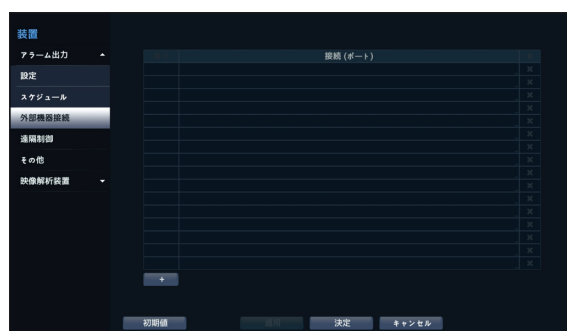 装置
アラーム出力
設定
スケジュール
外部機器接続
遠隔制御
その他
映像解析装置
接続 (ポート)
+
初期値
決定
キャンセル